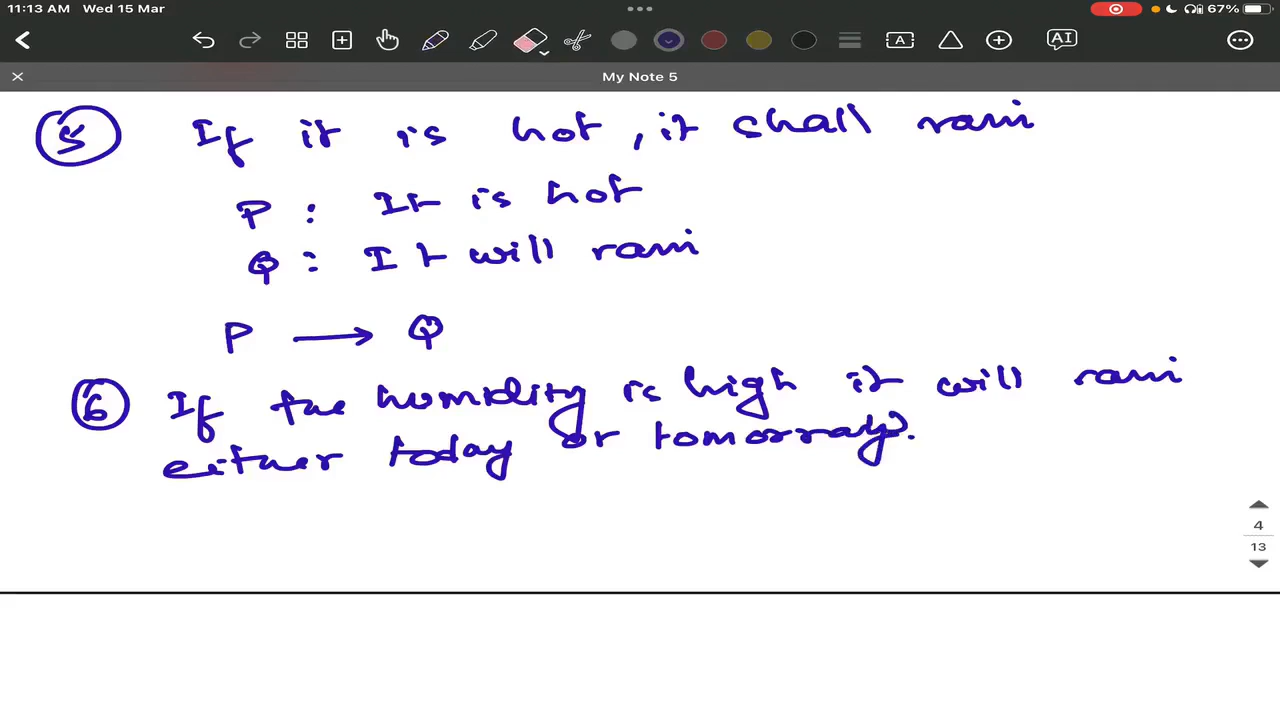 11:13 AM Wed 15 Mar
67%
AI
My Note 5
5 If it is hot, it shall rain
P : It is hot
Q : It will rain
P → Q
6 If the humidity is high it will rain
either today or
4
13